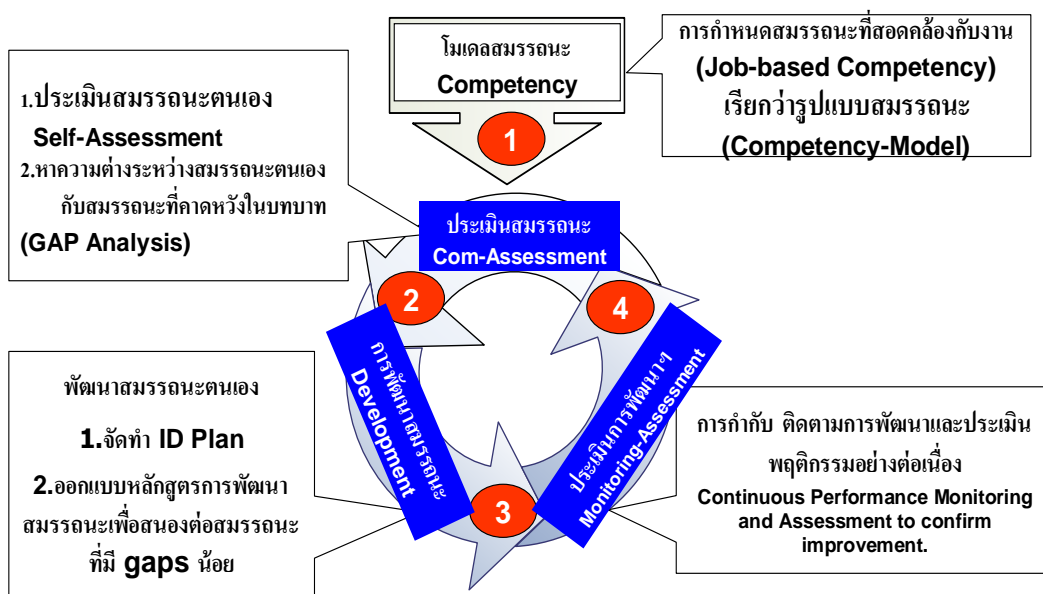 โมเดลสมรรถนะ
Competency
1
การกำหนดสมรรถนะที่สอดคล้องกับงาน
(Job-based Competency)
เรียกว่ารูปแบบสมรรถนะ
(Competency-Model)
1.ประเมินสมรรถนะตนเอง
Self-Assessment
2.หาความต่างระหว่างสมรรถนะตนเอง
กับสมรรถนะที่คาดหวังในบทบาท
(GAP Analysis)
ประเมินสมรรถนะ
Com-Assessment
2
4
การพัฒนาสมรรถนะ
Development
ประเมินการพัฒนาฯ
Monitoring-Assessment
3
พัฒนาสมรรถนะตนเอง
1.จัดทำ ID Plan
2.ออกแบบหลักสูตรการพัฒนา
สมรรถนะเพื่อสนองต่อสมรรถนะ
ที่มี gaps น้อย
การกำกับ ติดตามการพัฒนาและประเมิน
พฤติกรรมอย่างต่อเนื่อง
Continuous Performance Monitoring
and Assessment to confirm
improvement.